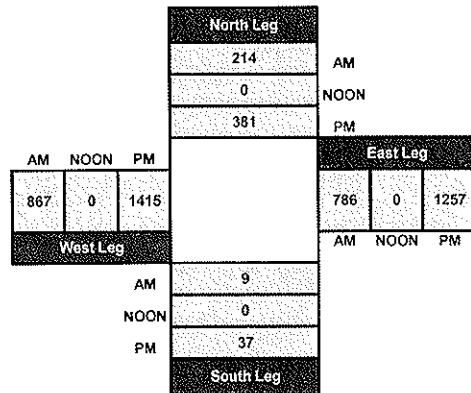 North Leg
214 AM
0 NOON
381 PM
AM NOON PM
East Leg
867 0 1415
786 0 1257
West Leg
AM NOON PM
AM 9
NOON 0
PM 37
South Leg